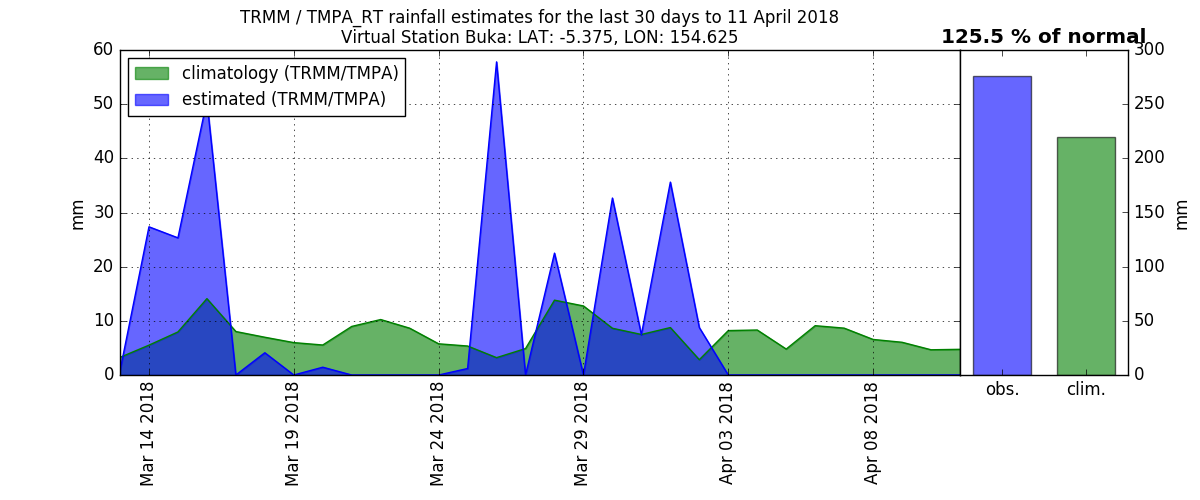 TRMM / TMPA_RT rainfall estimates for the last 30 days to 11 April 2018
Virtual Station Buka: LAT: -5.375, LON: 154.625
125.5 % of normal
climatology (TRMM/TMPA)
estimated (TRMM/TMPA)
60
50
40
30
20
10
0
mm
Mar 14 2018
Mar 19 2018
Mar 24 2018
Mar 29 2018
Apr 03 2018
Apr 08 2018
300
250
200
150
100
50
0
mm
obs.
clim.